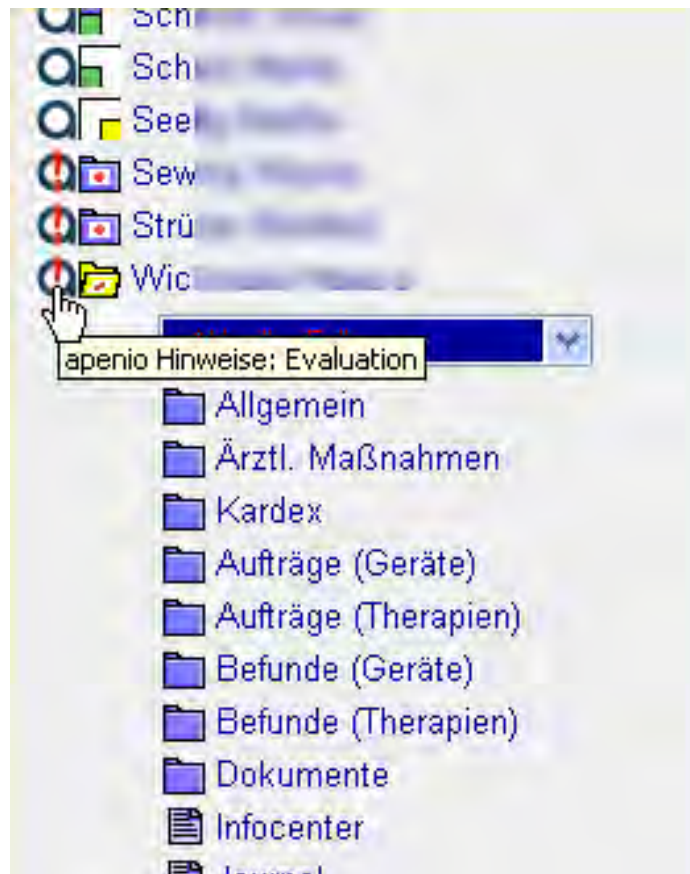 Sch
Sch
See
Sew
Strü
Wic
apenio Hinweise: Evaluation
Allgemein
Ärztl. Maßnahmen
Kardex
Aufträge (Geräte)
Aufträge (Therapien)
Befunde (Geräte)
Befunde (Therapien)
Dokumente
Infocenter
Journal